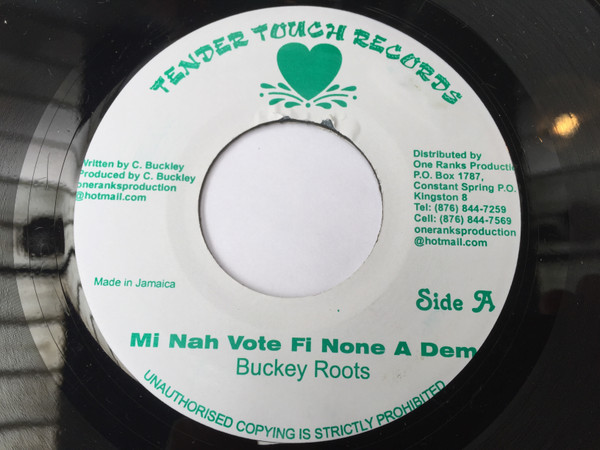 TENDER TOUCH RECORDS
Written by C. Buckley
Produced by C. Buckley
oneranksproduction
@hotmail.com
Distributed by
One Ranks Producti
P.O. Box 1787,
Constant Spring P.O.
Kingston 8
Tel: (876) 844-7259
Cell: (876) 844-7569
oneranksproduction
@hotmail.com
Made in Jamaica
Side A
Mi Nah Vote Fi None A Dem
Buckey Roots
UNAUTHORISED COPYING IS STRICTLY PROHIBITED